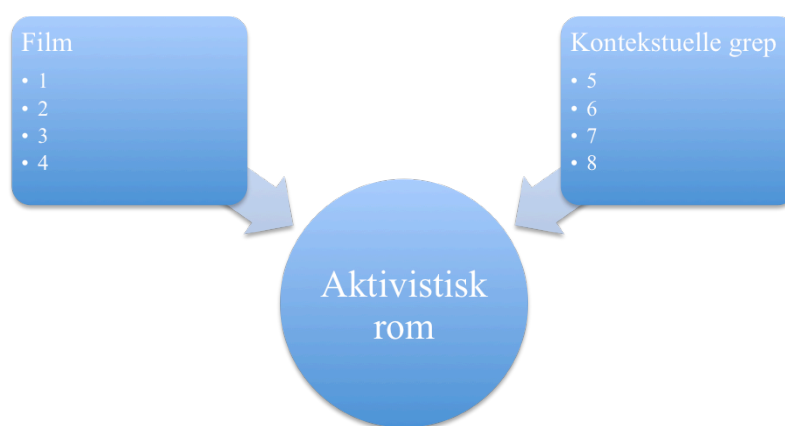 Film
• 1
• 2
• 3
• 4
Kontekstuelle grep
• 5
• 6
• 7
• 8
Aktivistisk
rom